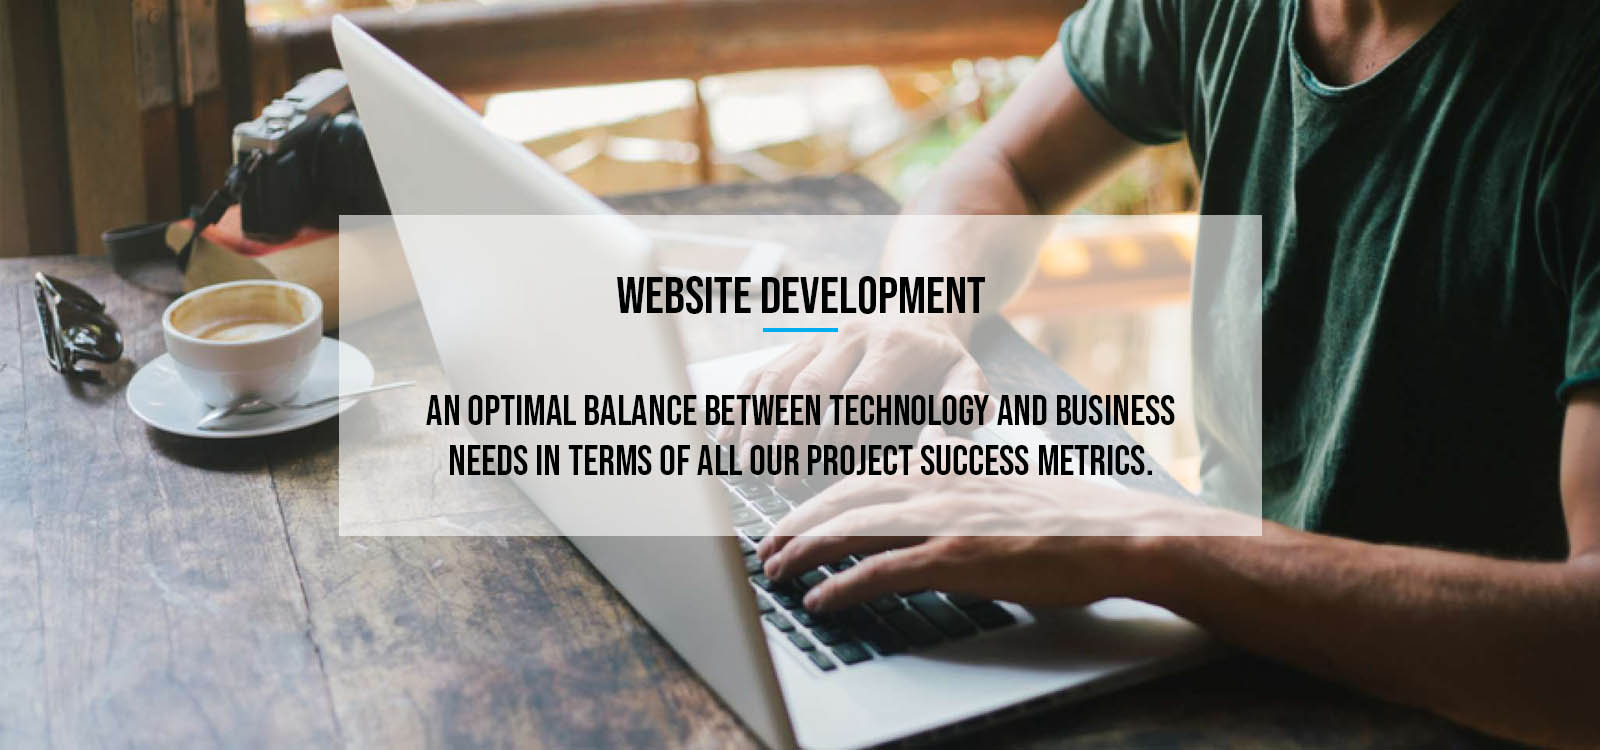 WEBSITE DEVELOPMENT
AN OPTIMAL BALANCE BETWEEN TECHNOLOGY AND BUSINESS
NEEDS IN TERMS OF ALL OUR PROJECT SUCCESS METRICS.